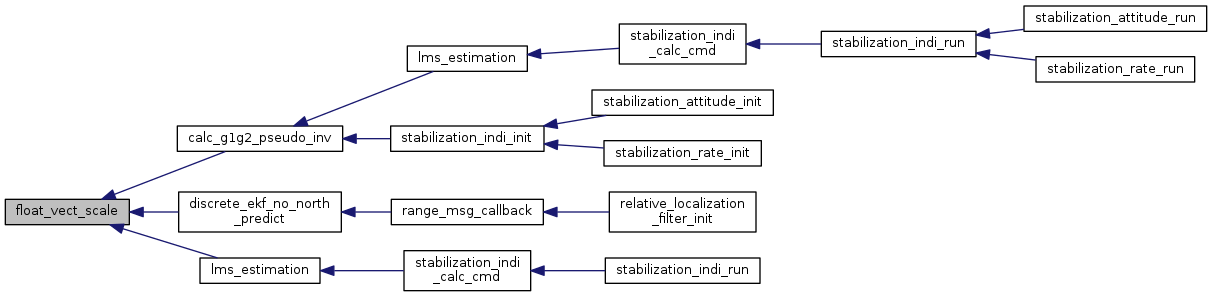 stabilization_attitude_run
stabilization_indi
_calc_cmd
stabilization_indi_run
lms_estimation
stabilization_rate_run
stabilization_attitude_init
calc_g1g2_pseudo_inv
stabilization_indi_init
stabilization_rate_init
float_vect_scale
discrete_ekf_no_north
_predict
range_msg_callback
relative_localization
_filter_init
lms_estimation
stabilization_indi
_calc_cmd
stabilization_indi_run